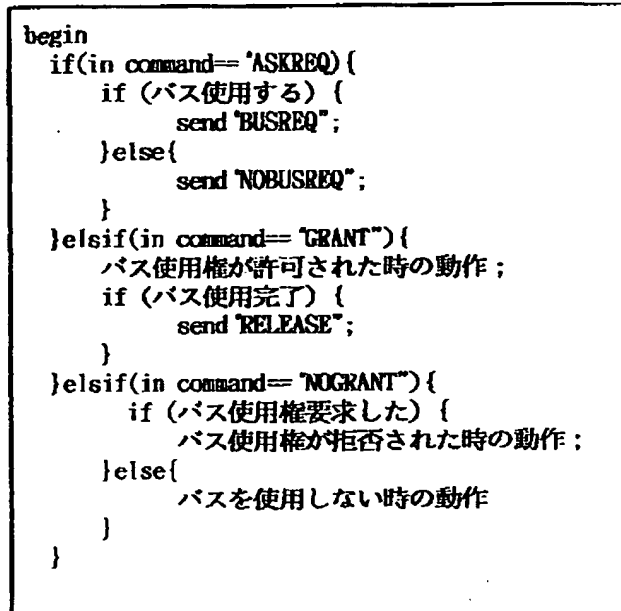 begin
if(in command=="ASKREQ){
if (バス使用する) {
send "BUSREQ";
}else{
send "NOBUSREQ";
}
}elsif(in command== "GRANT"){
バス使用権が許可された時の動作;
if (バス使用完了) {
send "RELEASE";
}
}elsif(in command== "NOGRANT"){
if (バス使用権要求した) {
バス使用権が拒否された時の動作;
}else{
バスを使用しない時の動作
}
}